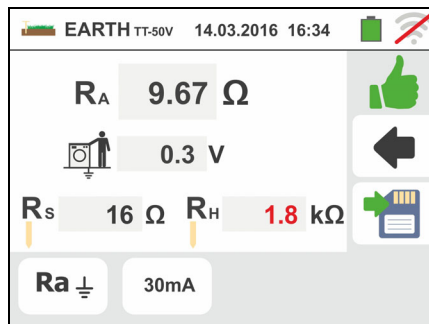 EARTH TT-50V 14.03.2016 16:34
RA 9.67 Ω
0.3 V
Rs 16 Ω RH 1.8 kΩ
Ra 30mA